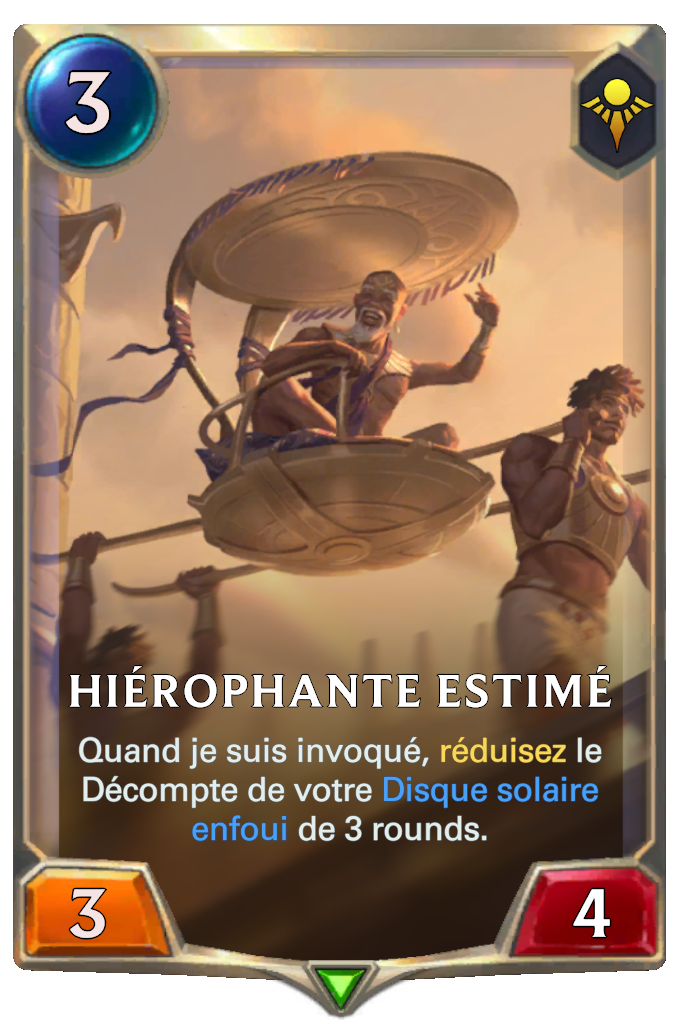 3
HIÉROPHANTE ESTIMÉ
Quand je suis invoqué, réduisez le
Décompte de votre Disque solaire
enfoui de 3 rounds.
3
4